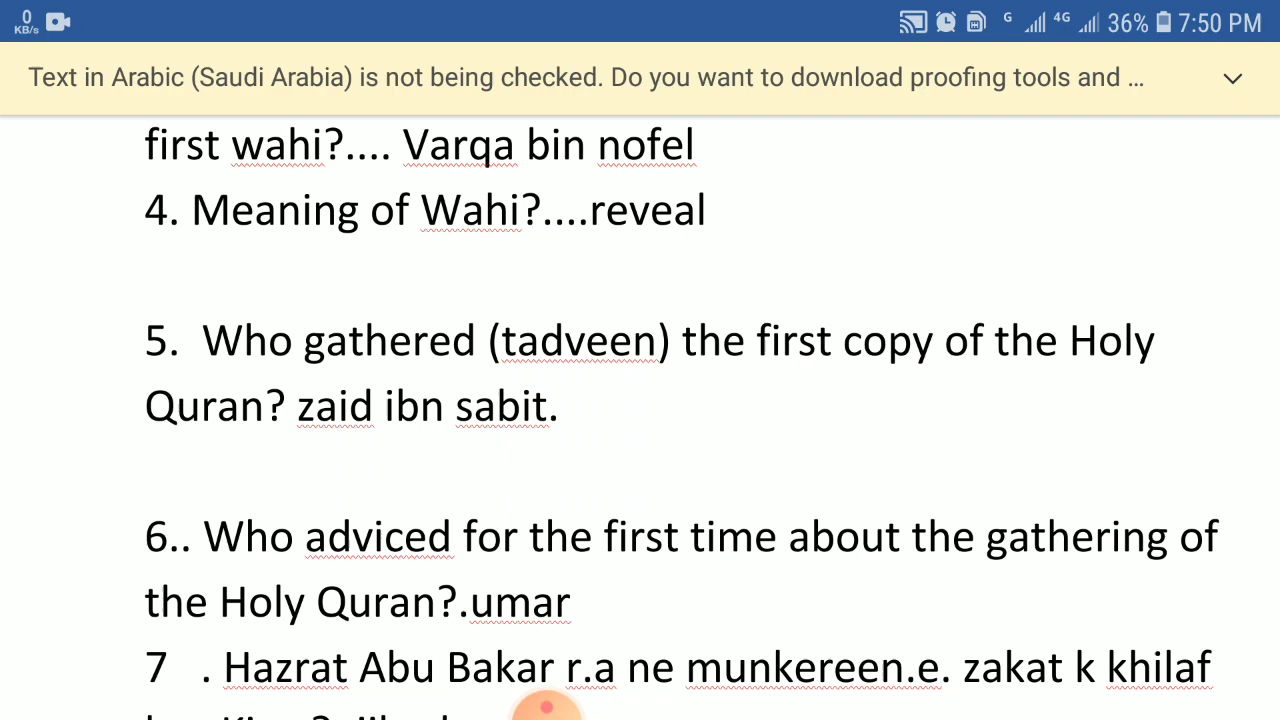 0
KB/s G 4G 36% 7:50 PM
Text in Arabic (Saudi Arabia) is not being checked. Do you want to download proofing tools and ...
first wahi?.... Varqa bin nofel
4. Meaning of Wahi?....reveal
5. Who gathered (tadveen) the first copy of the Holy
Quran? zaid ibn sabit.
6.. Who adviced for the first time about the gathering of
the Holy Quran?.umar
7 . Hazrat Abu Bakar r.a ne munkereen.e. zakat k khilaf